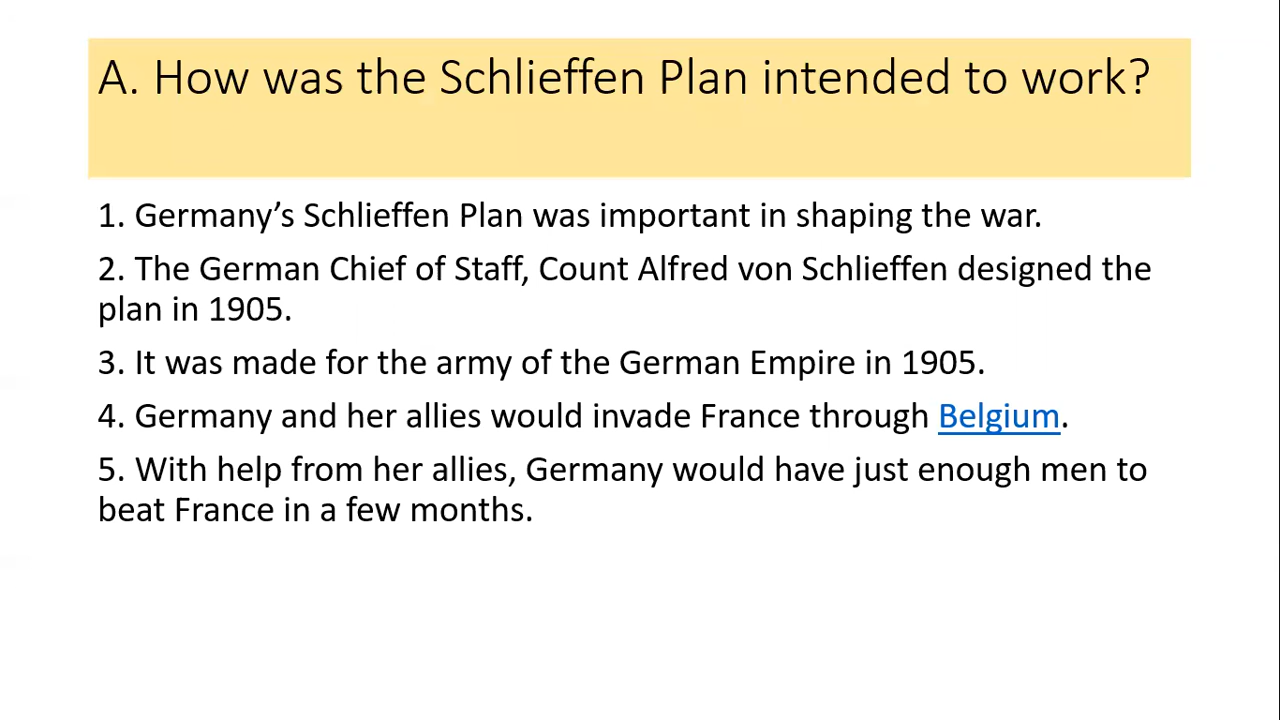 A. How was the Schlieffen Plan intended to work?
1. Germany’s Schlieffen Plan was important in shaping the war.
2. The German Chief of Staff, Count Alfred von Schlieffen designed the
plan in 1905.
3. It was made for the army of the German Empire in 1905.
4. Germany and her allies would invade France through Belgium.
5. With help from her allies, Germany would have just enough men to
beat France in a few months.